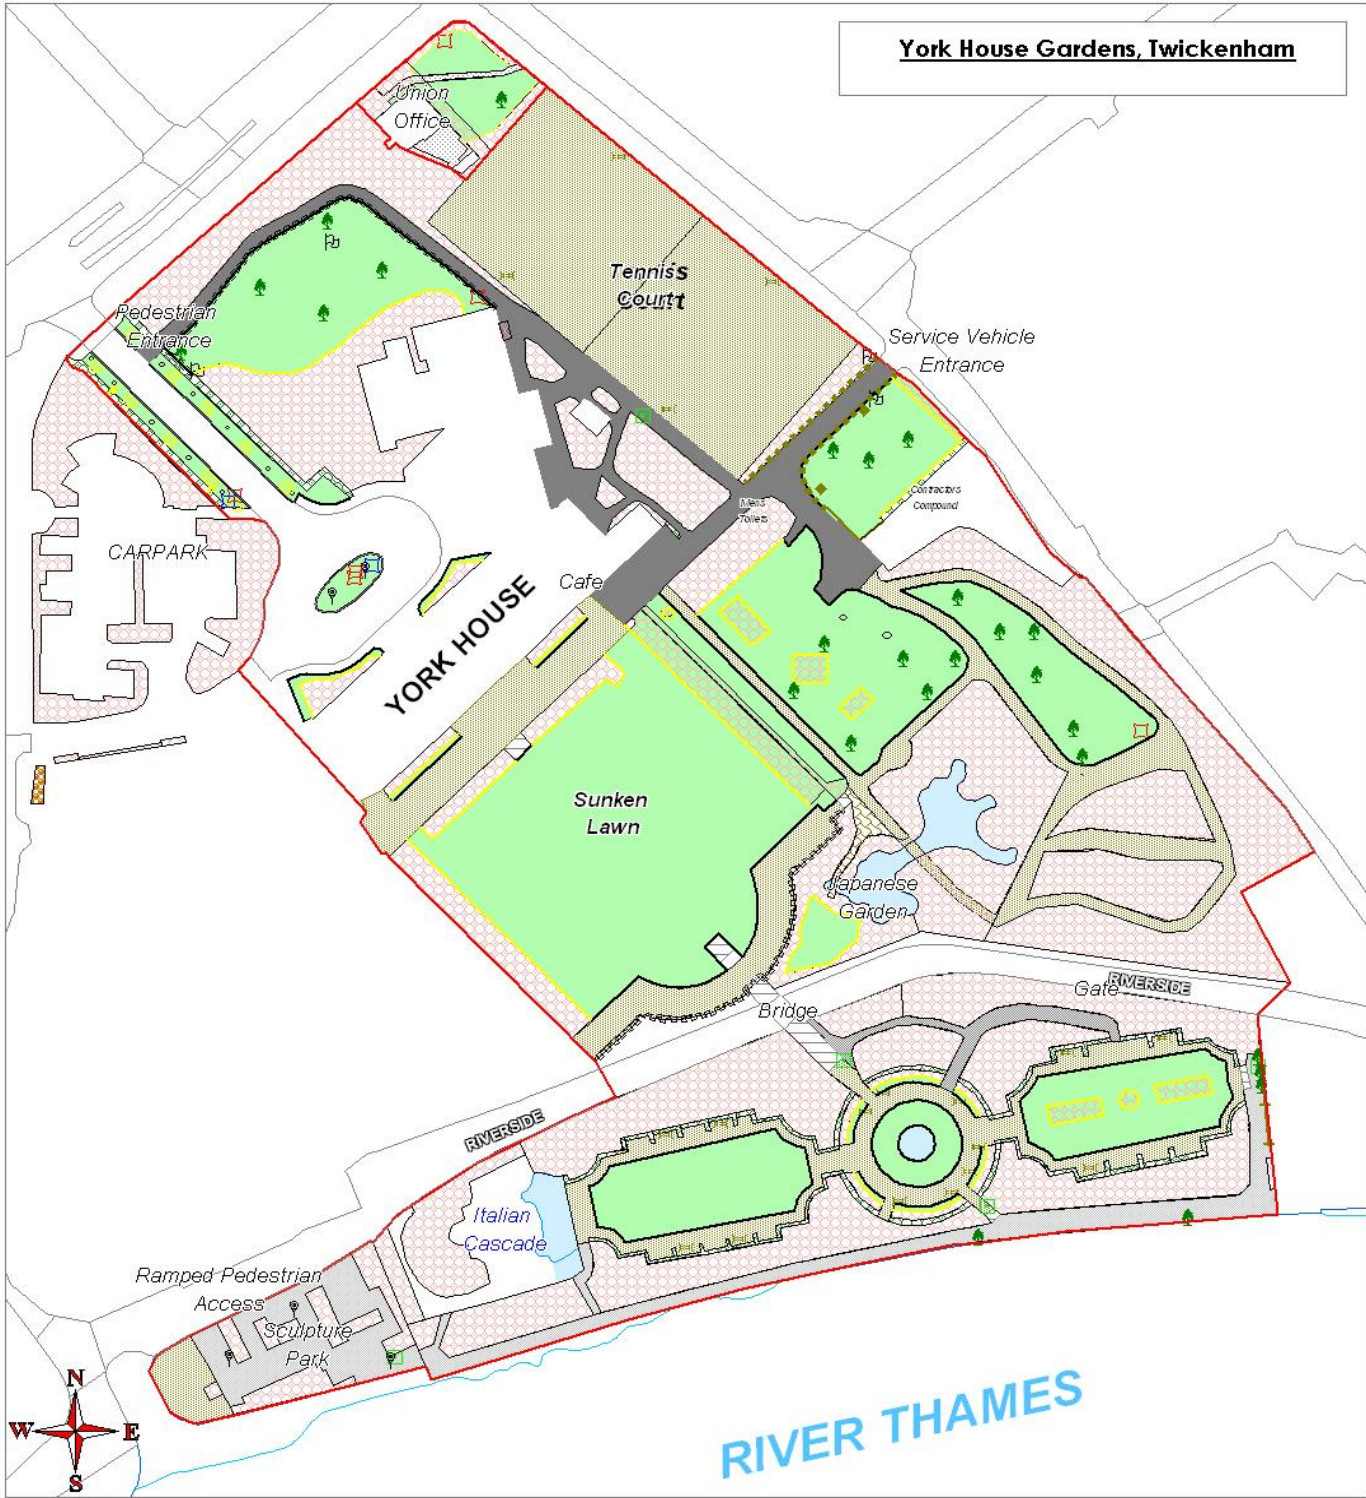 York House Gardens, Twickenham
Union
Office
Tenniss
Courtt
Pedestrian
Entrance
Service Vehicle
Entrance
Contractors
Compound
Mens
Toilets
CARPARK
Cafe
YORK HOUSE
Sunken
Lawn
Japanese
Garden
Gate
RIVERSIDE
Bridge
RIVERSIDE
Italian
Cascade
Ramped Pedestrian
Access
Sculpture
Park
N
W
E
S
RIVER THAMES